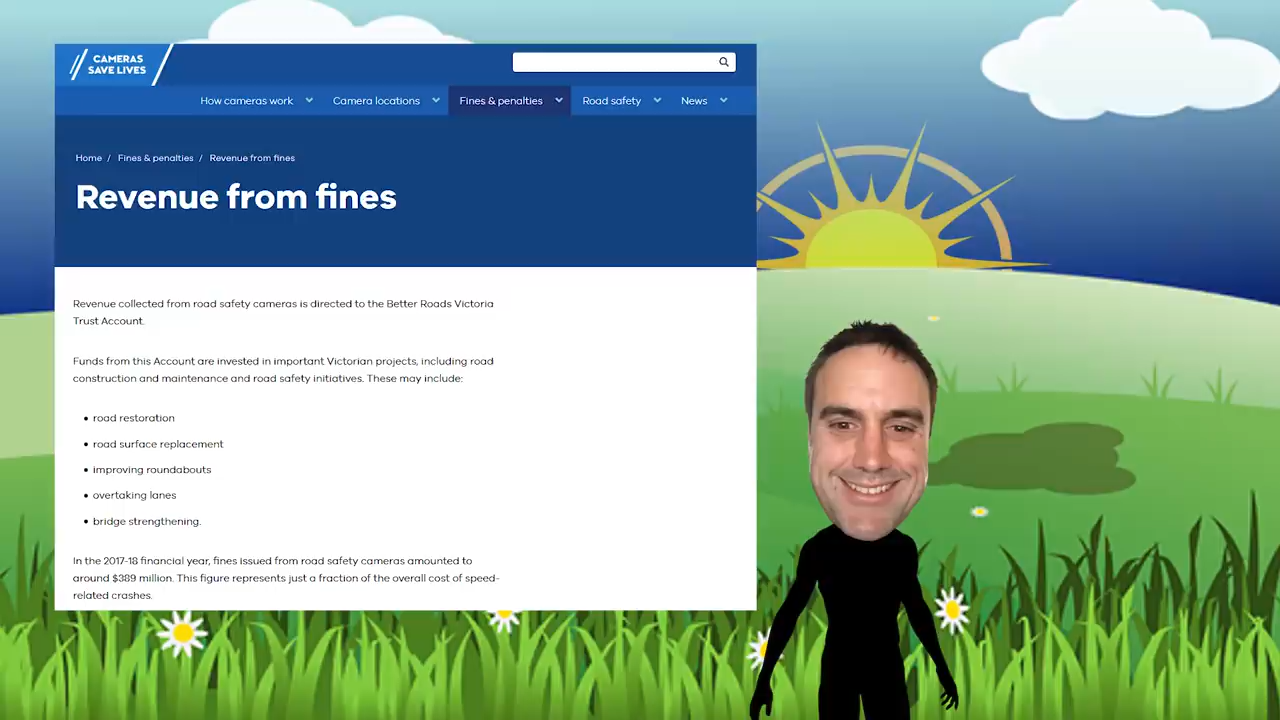 CAMERAS
SAVE LIVES
How cameras work
Camera locations
Fines & penalties
Road safety
News
Home / Fines & penalties / Revenue from fines
Revenue from fines
Revenue collected from road safety cameras is directed to the Better Roads Victoria
Trust Account.
Funds from this Account are invested in important Victorian projects, including road
construction and maintenance and road safety initiatives. These may include:
• road restoration
• road surface replacement
• improving roundabouts
• overtaking lanes
• bridge strengthening.
In the 2017-18 financial year, fines issued from road safety cameras amounted to
around $389 million. This figure represents just a fraction of the overall cost of speed-
related crashes.